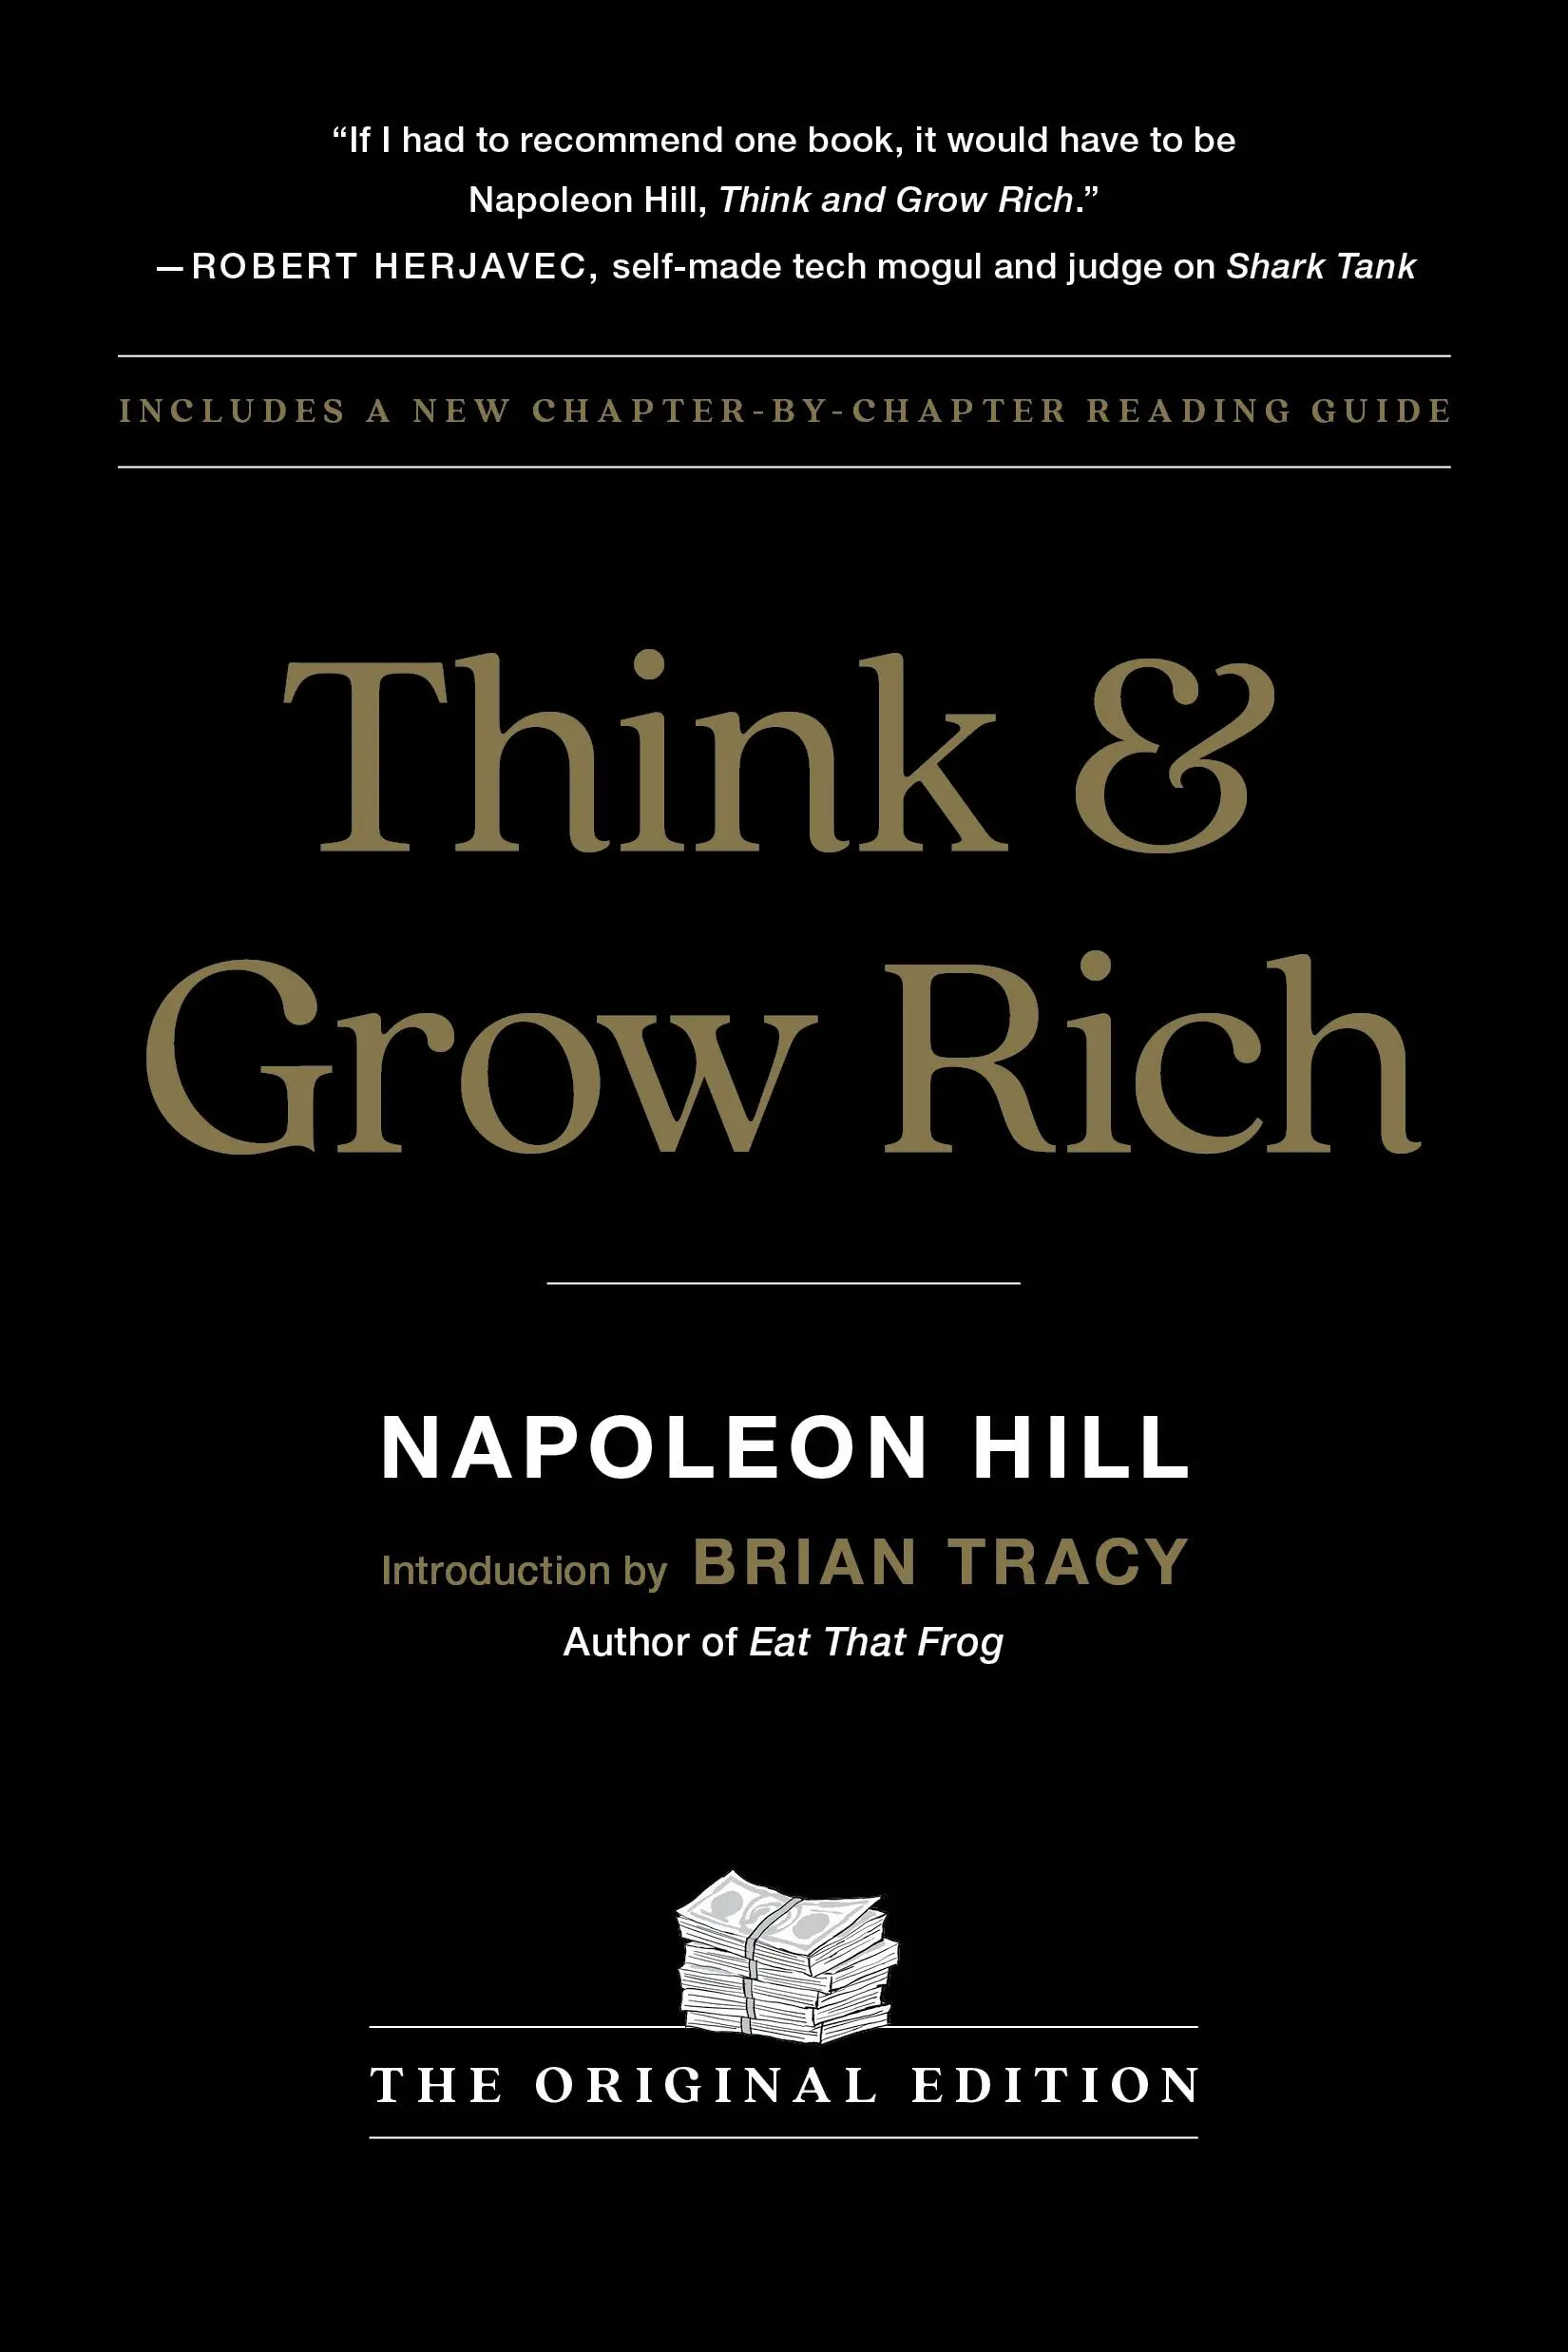 “If I had to recommend one book, it would have to be
Napoleon Hill, Think and Grow Rich.”
—ROBERT HERJAVEC, self-made tech mogul and judge on Shark Tank
INCLUDES A NEW CHAPTER-BY-CHAPTER READING GUIDE
Think &
Grow Rich
NAPOLEON HILL
Introduction by BRIAN TRACY
Author of Eat That Frog
THE ORIGINAL EDITION